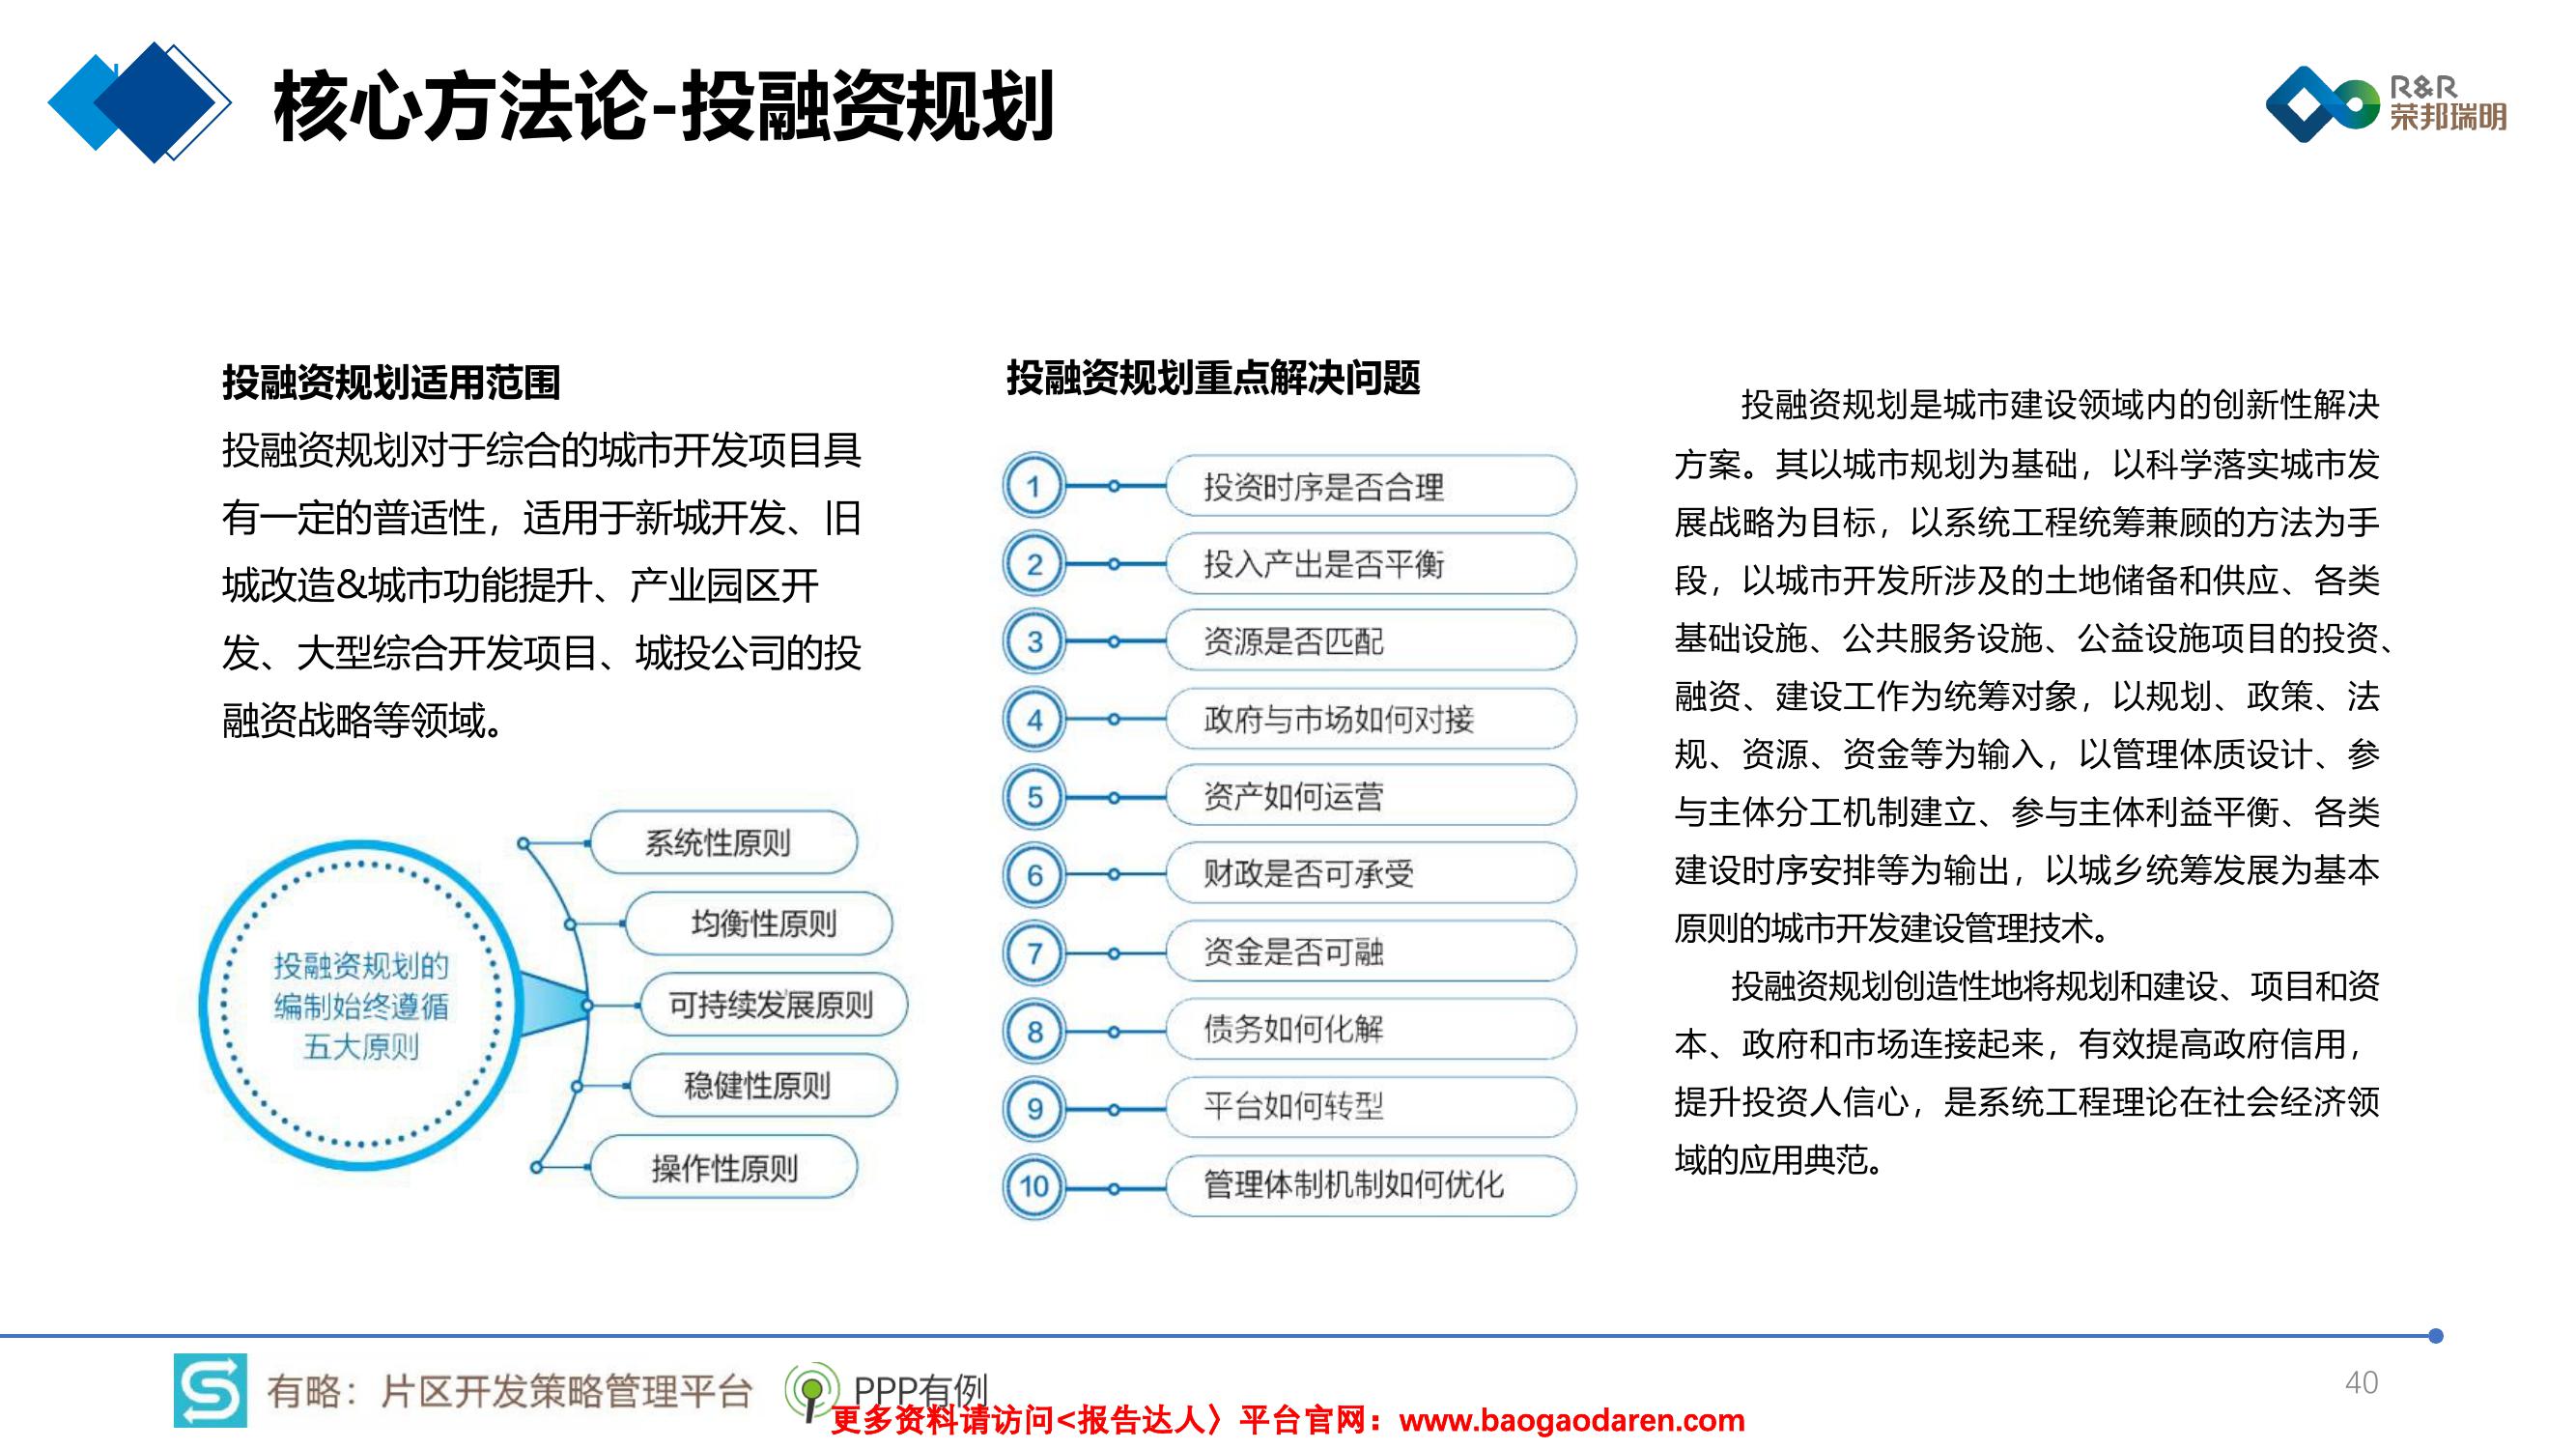 核心方法论-投融资规划
R&R
荣邦瑞明
投融资规划适用范围
投融资规划对于综合的城市开发项目具
有一定的普适性，适用于新城开发、旧
城改造&城市功能提升、产业园区开
发、大型综合开发项目、城投公司的投
融资战略等领域。
投融资规划的
编制始终遵循
五大原则
系统性原则
均衡性原则
可持续发展原则
稳健性原则
操作性原则
投融资规划重点解决问题
1 投资时序是否合理
2 投入产出是否平衡
3 资源是否匹配
4 政府与市场如何对接
5 资产如何运营
6 财政是否可承受
7 资金是否可融
8 债务如何化解
9 平台如何转型
10 管理体制机制如何优化
投融资规划是城市建设领域内的创新性解决
方案。其以城市规划为基础，以科学落实城市发
展战略为目标，以系统工程统筹兼顾的方法为手
段，以城市开发所涉及的土地储备和供应、各类
基础设施、公共服务设施、公益设施项目的投资、
融资、建设工作为统筹对象，以规划、政策、法
规、资源、资金等为输入，以管理体质设计、参
与主体分工机制建立、参与主体利益平衡、各类
建设时序安排等为输出，以城乡统筹发展为基本
原则的城市开发建设管理技术。
投融资规划创造性地将规划和建设、项目和资
本、政府和市场连接起来，有效提高政府信用，
提升投资人信心，是系统工程理论在社会经济领
域的应用典范。
有略：片区开发策略管理平台
PPP有例
更多资料请访问<报告达人〉平台官网：www.baogaodaren.com
40